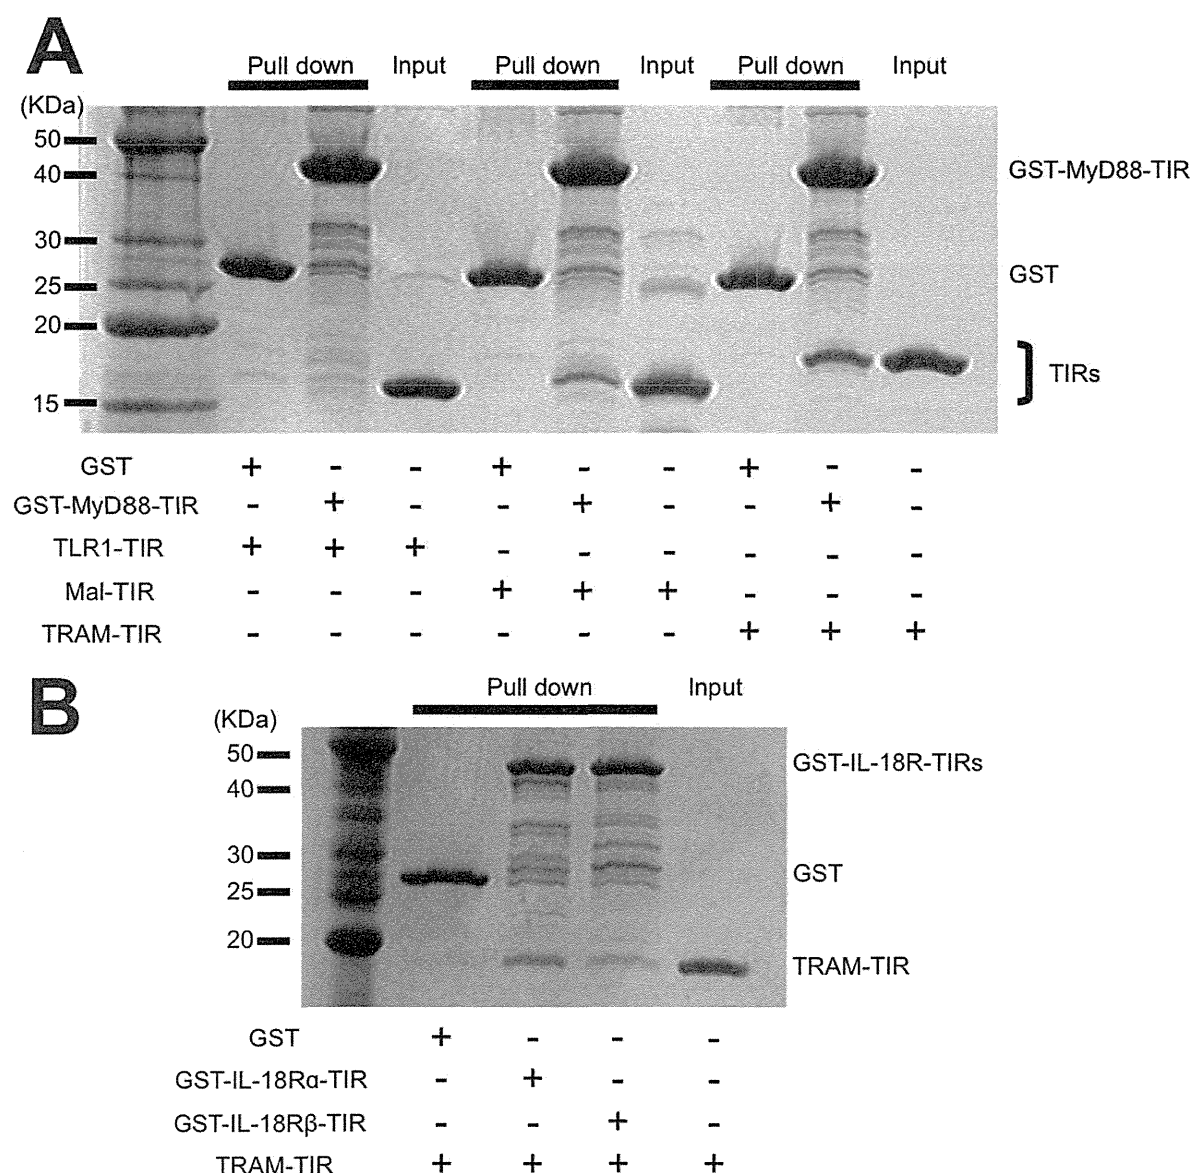 A
Pull down Input Pull down Input Pull down Input
(KDa)
50
40
30
25
20
15
GST-MyD88-TIR
GST
TIRs
GST + - - + - - + - -
GST-MyD88-TIR - + - - + - - + -
TLR1-TIR + + + - - - - - -
Mal-TIR - - - + + + - - -
TRAM-TIR - - - - - - + + +
B
Pull down Input
(KDa)
50
40
30
25
20
GST-IL-18R-TIRs
GST
TRAM-TIR
GST + - - -
GST-IL-18Rα-TIR - + - -
GST-IL-18Rβ-TIR - - + -
TRAM-TIR + + + +